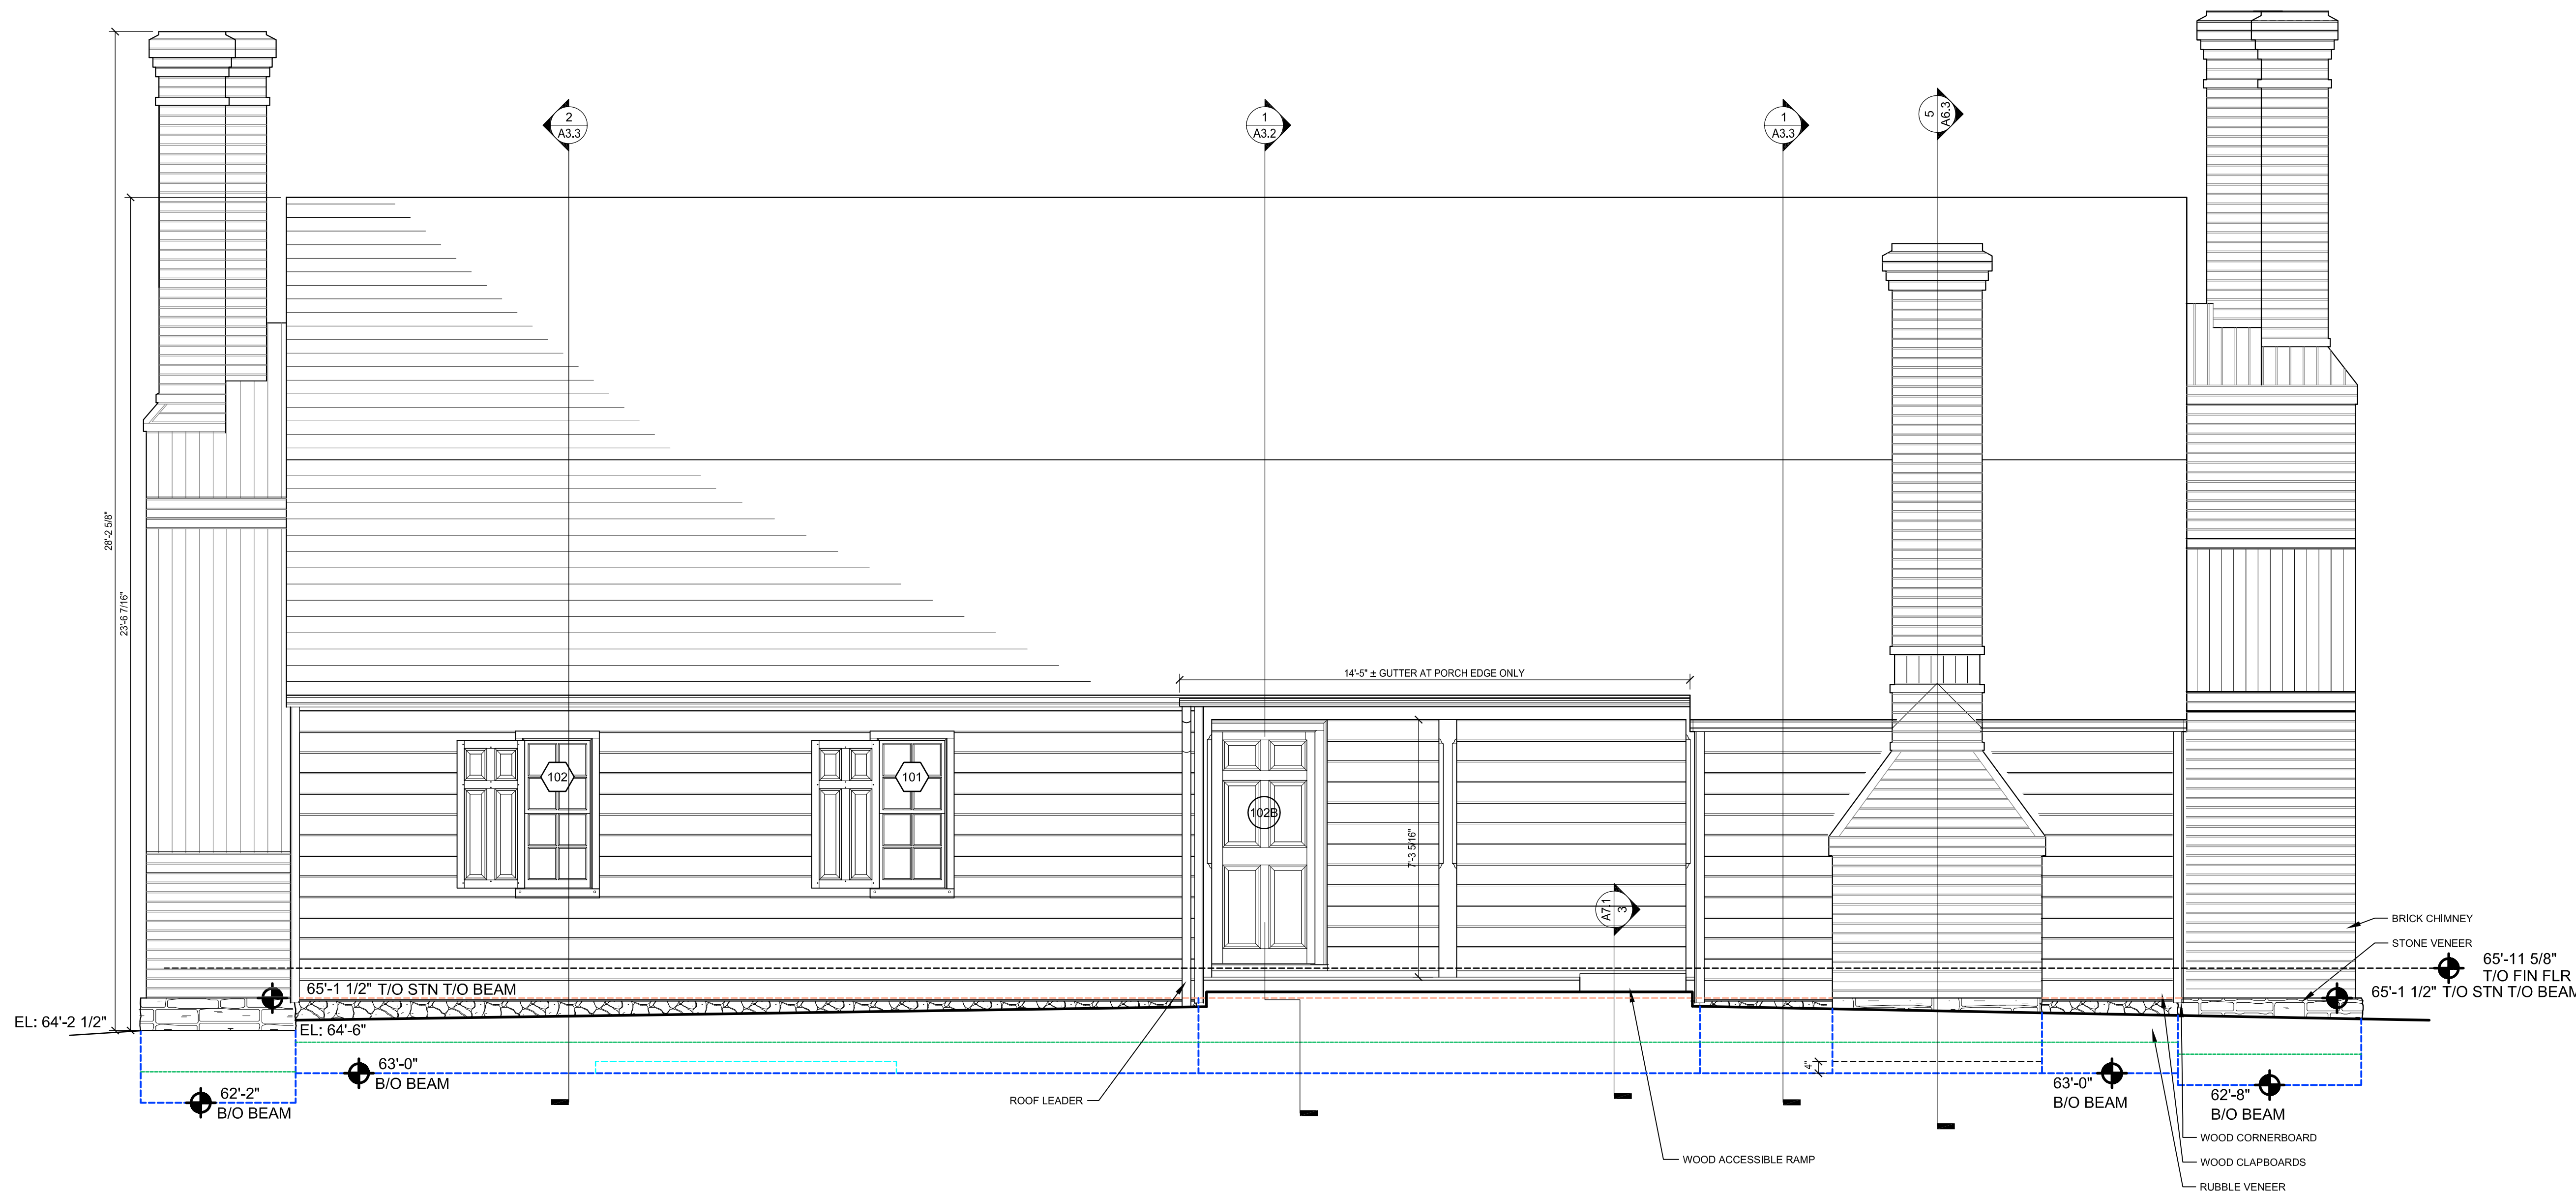 2
A3.3
1
A3.2
1
A3.3
5
A6.3
28'-2 5/8"
23'-6 7/16"
14'-5" ± GUTTER AT PORCH EDGE ONLY
102
101
102B
7'-3 5/16"
A7.1
3
BRICK CHIMNEY
STONE VENEER
65'-11 5/8"
T/O FIN FLR
65'-1 1/2" T/O STN T/O BEAM
65'-1 1/2" T/O STN T/O BEAM
EL: 64'-2 1/2"
EL: 64'-6"
63'-0"
B/O BEAM
4"
63'-0"
B/O BEAM
62'-2"
B/O BEAM
62'-8"
B/O BEAM
ROOF LEADER
WOOD CORNERBOARD
WOOD ACCESSIBLE RAMP
WOOD CLAPBOARDS
RUBBLE VENEER